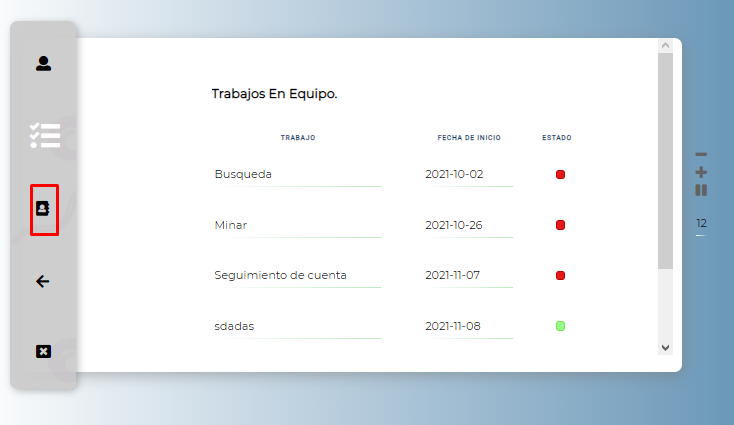 Trabajos En Equipo.
TRABAJO FECHA DE INICIO ESTADO
Busqueda 2021-10-02
Minar 2021-10-26
12
Seguimiento de cuenta 2021-11-07
sdadas 2021-11-08